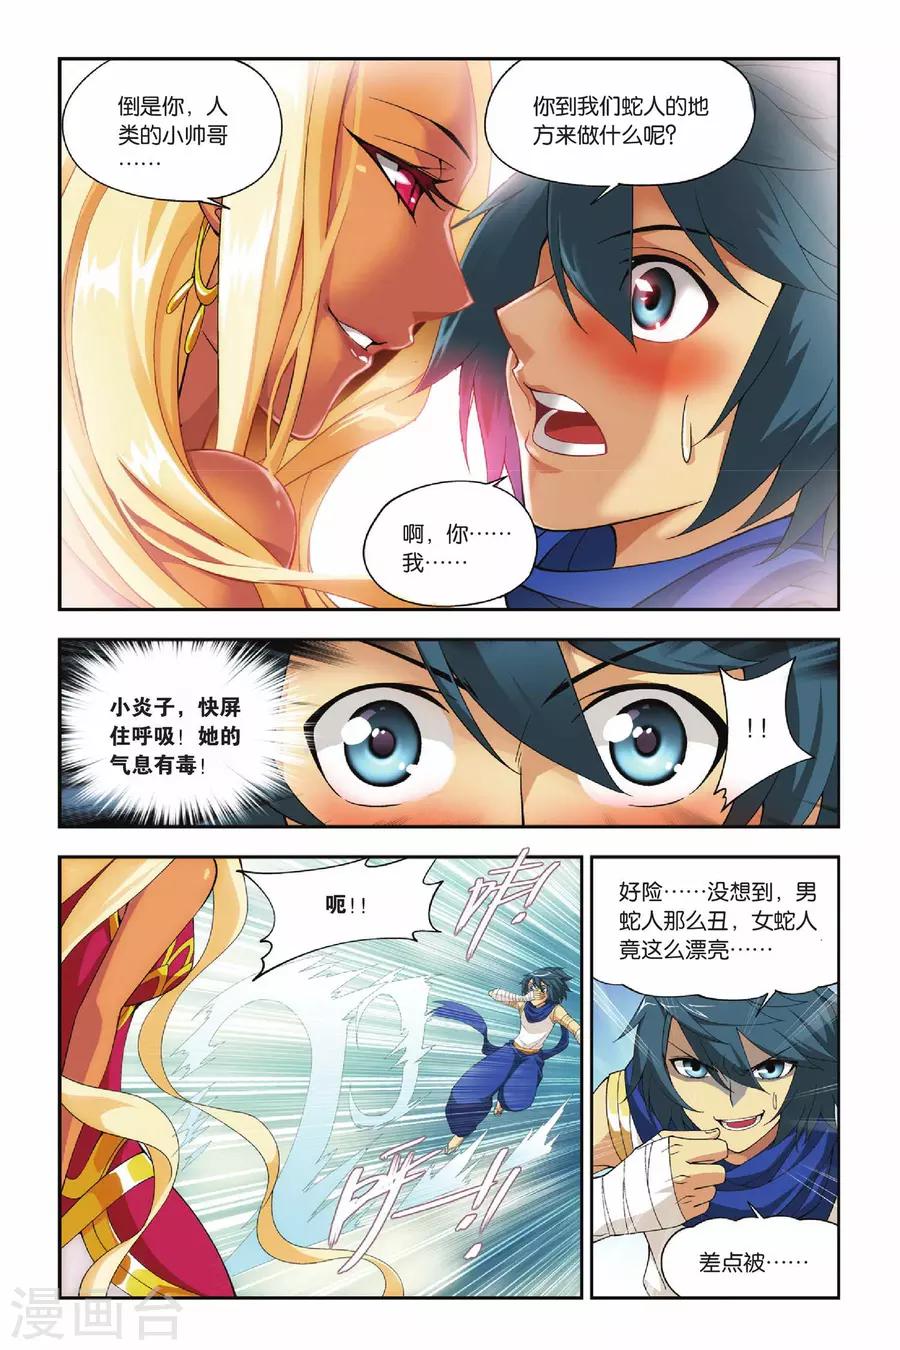 倒是你，人
类的小帅哥
……
你到我们蛇人的地
方来做什么呢？
啊，你……
我……
小炎子，快屏
住呼吸！她的
气息有毒！
！！
呃！！
咔！
呼—！！
好险……没想到，男
蛇人那么丑，女蛇人
竟这么漂亮……
差点被……
漫画台